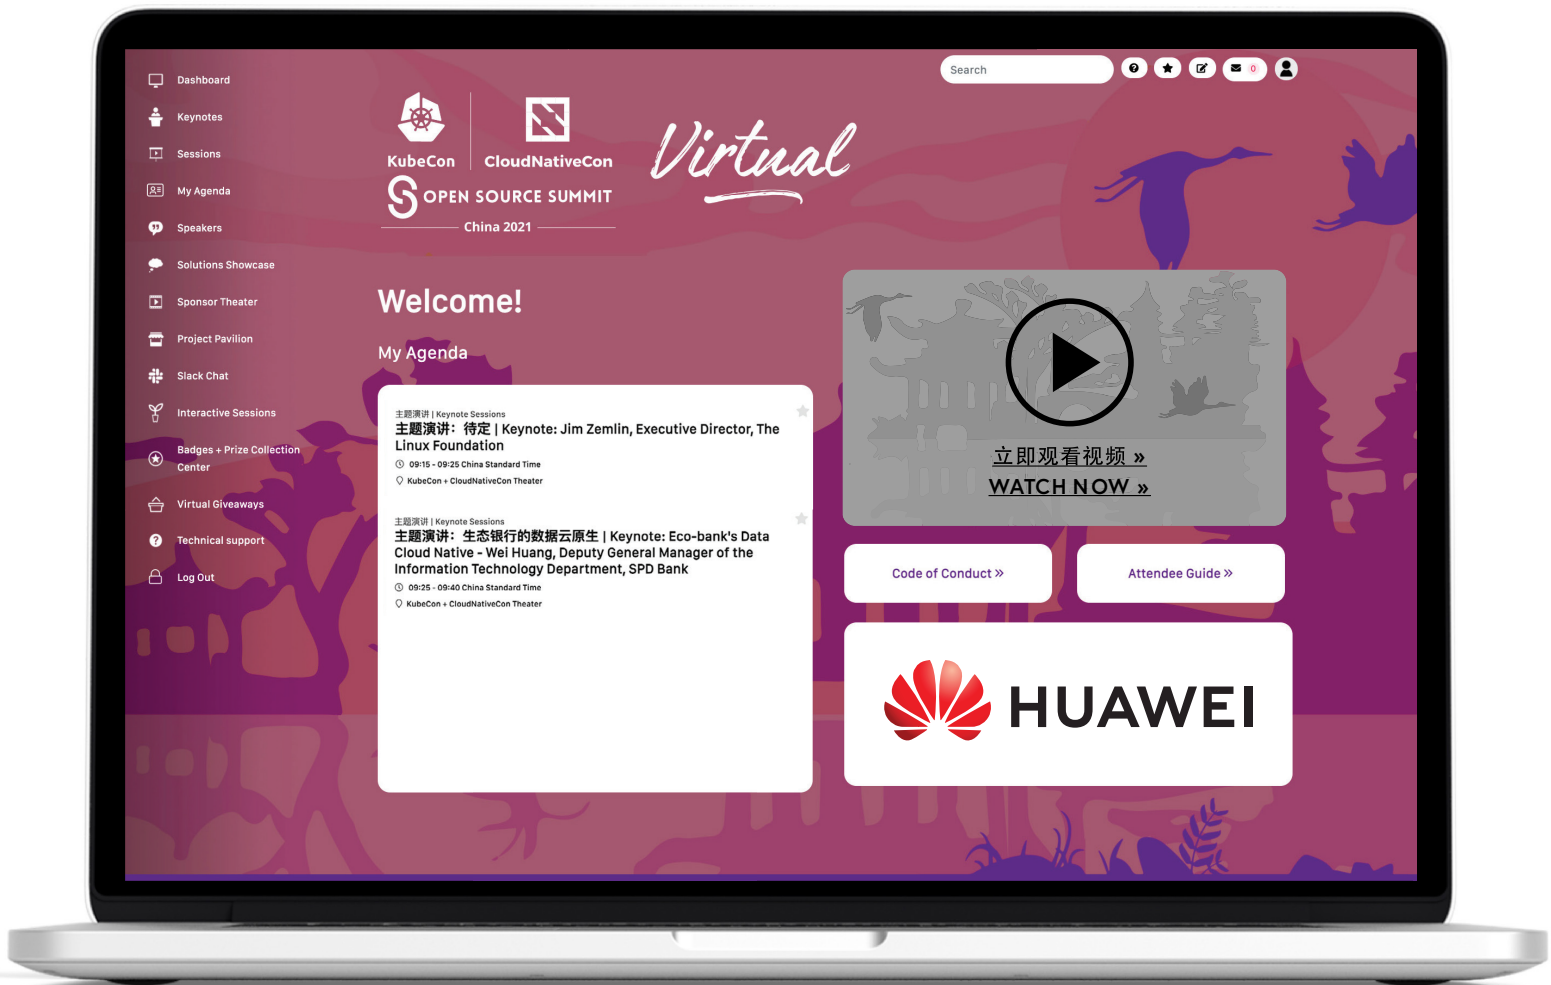 Dashboard
Keynotes
Sessions
My Agenda
Speakers
Solutions Showcase
Sponsor Theater
Project Pavilion
Slack Chat
Interactive Sessions
Badges + Prize Collection
Center
Virtual Giveaways
Technical support
Log Out
Search
0
KubeCon
CloudNativeCon
OPEN SOURCE SUMMIT
China 2021
Virtual
Welcome!
My Agenda
主题演讲 | Keynote Sessions
主题演讲：待定 | Keynote: Jim Zemlin, Executive Director, The
Linux Foundation
09:15 - 09:25 China Standard Time
KubeCon + CloudNativeCon Theater
主题演讲 | Keynote Sessions
主题演讲：生态银行的数据云原生 | Keynote: Eco-bank's Data
Cloud Native - Wei Huang, Deputy General Manager of the
Information Technology Department, SPD Bank
09:25 - 09:40 China Standard Time
KubeCon + CloudNativeCon Theater
立即观看视频 »
WATCH NOW »
Code of Conduct »
Attendee Guide »
HUAWEI